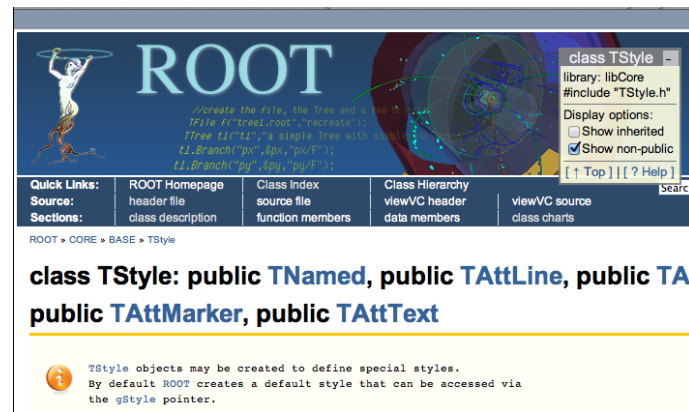 ROOT
//create the file, the Tree and a few br
TFile f("tree1.root","recreate");
TTree t1("t1","a simple Tree with simple
t1.Branch("px",&px,"px/F");
t1.Branch("py",&py,"py/F");
class TStyle -
library: libCore
#include "TStyle.h"
Display options:
Show inherited
Show non-public
[ ↑ Top ] | [ ? Help ]
Searc
Quick Links: ROOT Homepage Class Index Class Hierarchy
Source: header file source file viewVC header viewVC source
Sections: class description function members data members class charts
ROOT » CORE » BASE » TStyle
class TStyle: public TNamed, public TAttLine, public TA
public TAttMarker, public TAttText
TStyle objects may be created to define special styles.
By default ROOT creates a default style that can be accessed via
the gStyle pointer.